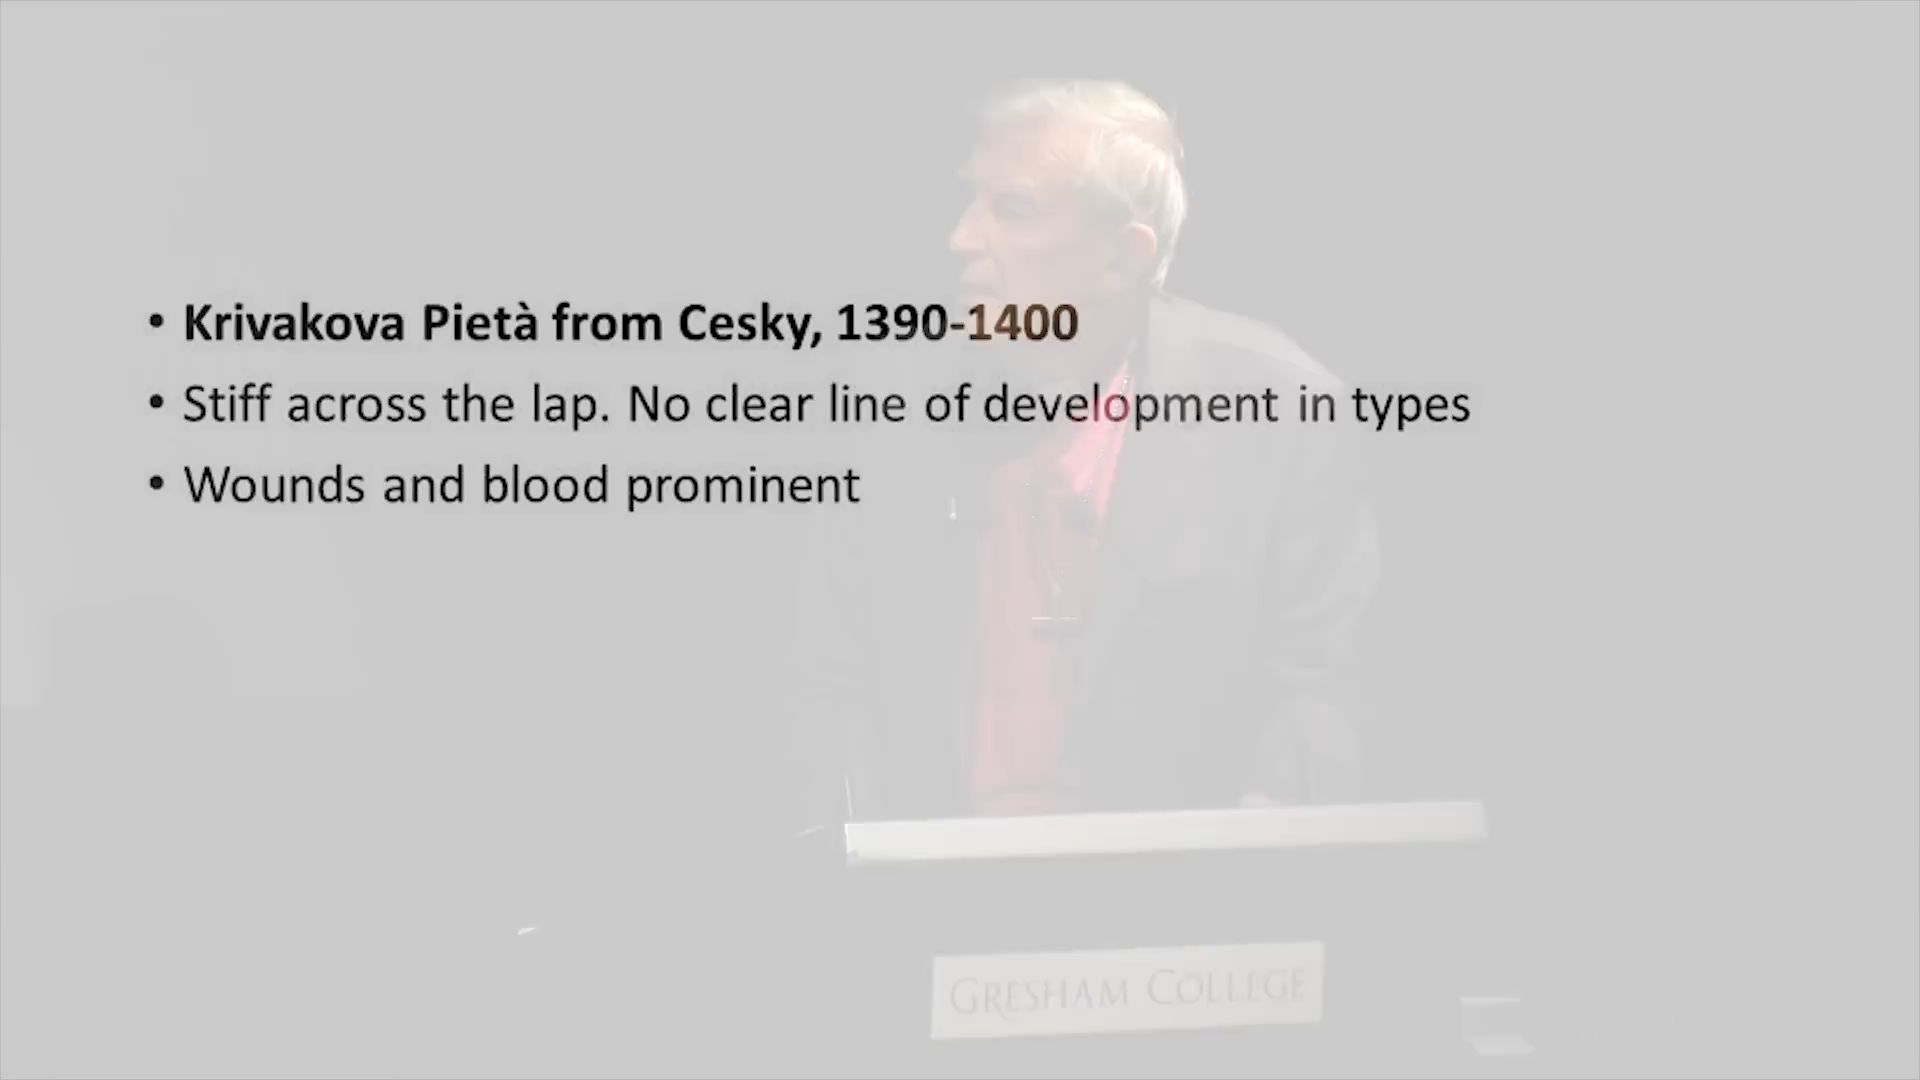 • Krivakova Pietà from Cesky, 1390-1400
• Stiff across the lap. No clear line of development in types
• Wounds and blood prominent
GRESHAM COLLEGE